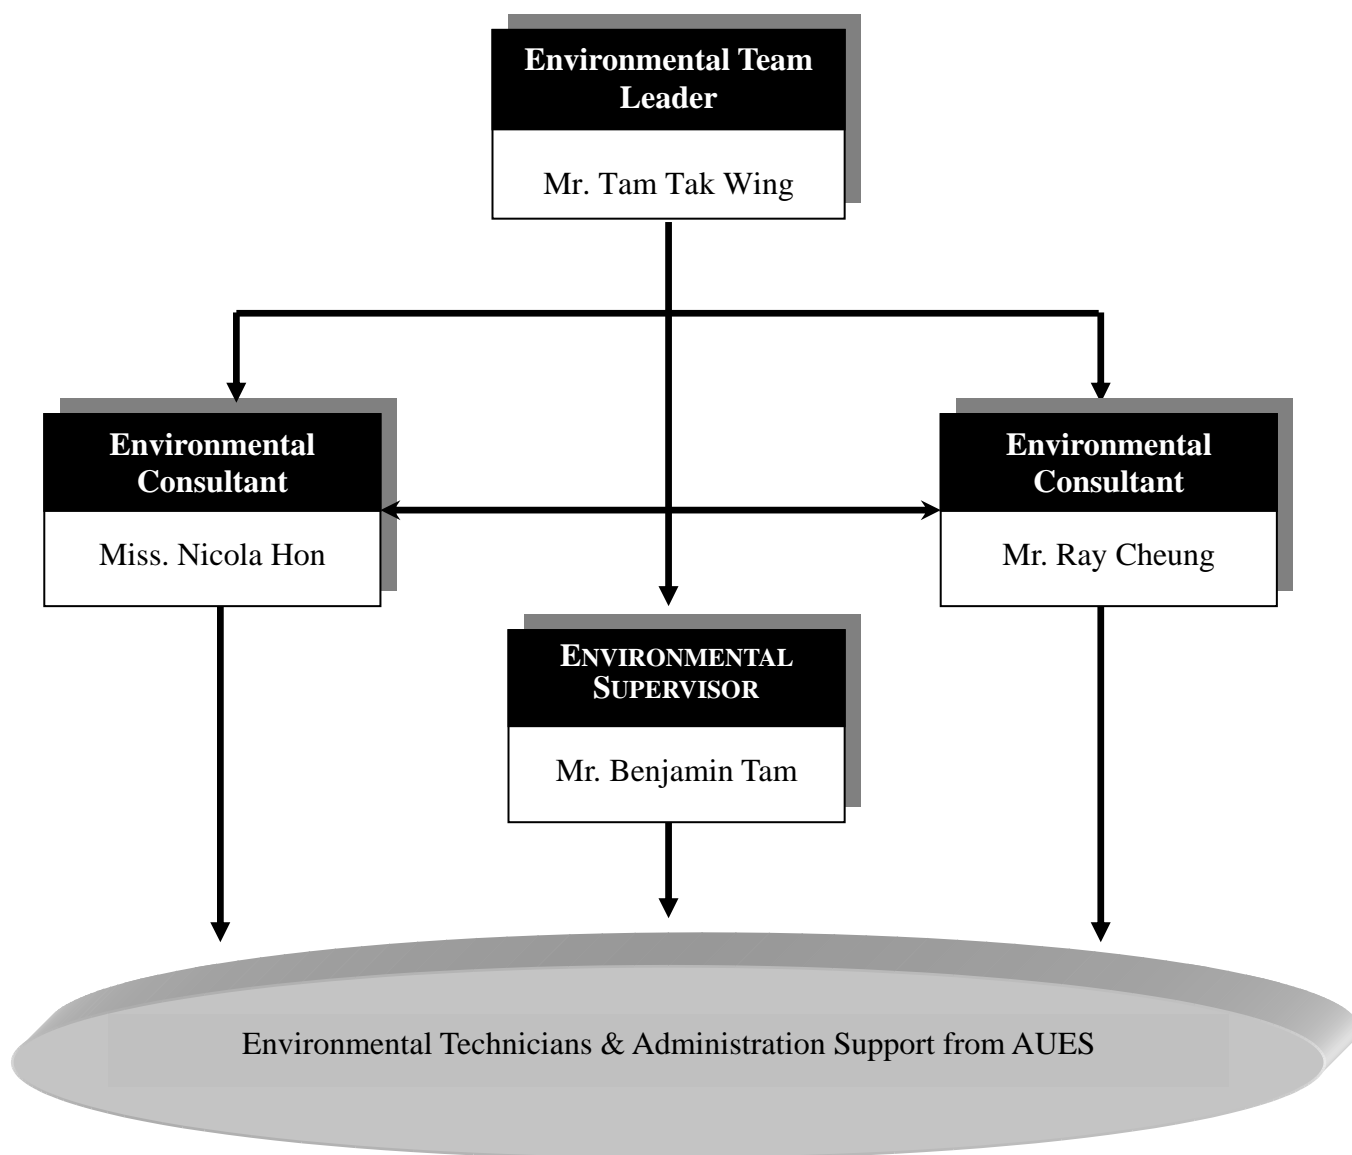 Environmental Team
Leader
Mr. Tam Tak Wing
Environmental
Consultant
Miss. Nicola Hon
Environmental
Consultant
Mr. Ray Cheung
ENVIRONMENTAL
SUPERVISOR
Mr. Benjamin Tam
Environmental Technicians & Administration Support from AUES